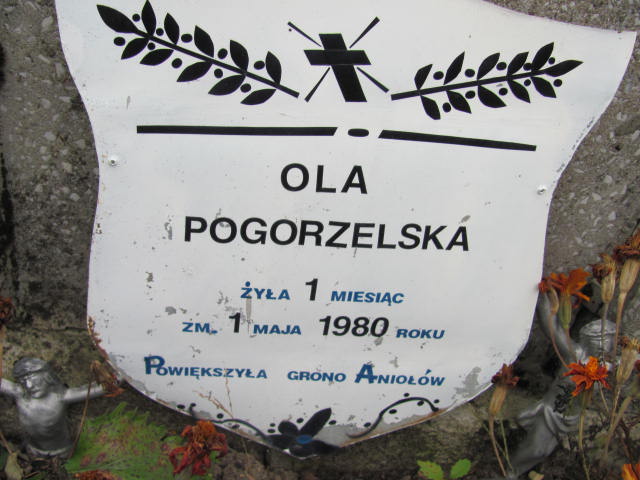 OLA
POGORZELSKA
ŻYŁA 1 MIESIĄC
ZM. 1 MAJA 1980 ROKU
POWIĘKSZYŁA GRONO ANIOŁÓW